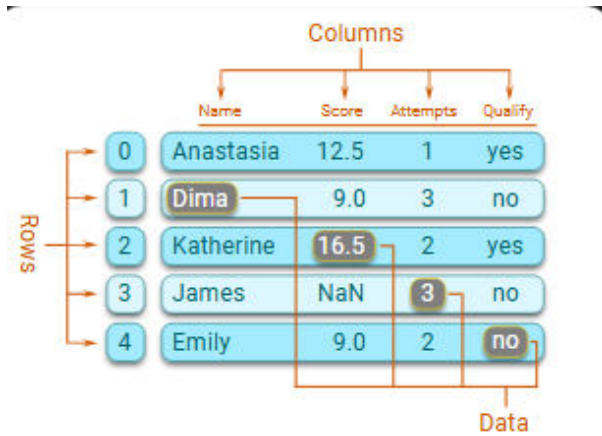 Columns
Name Score Attempts Qualify
0 Anastasia 12.5 1 yes
1 Dima 9.0 3 no
2 Katherine 16.5 2 yes
3 James NaN 3 no
4 Emily 9.0 2 no
Rows
Data